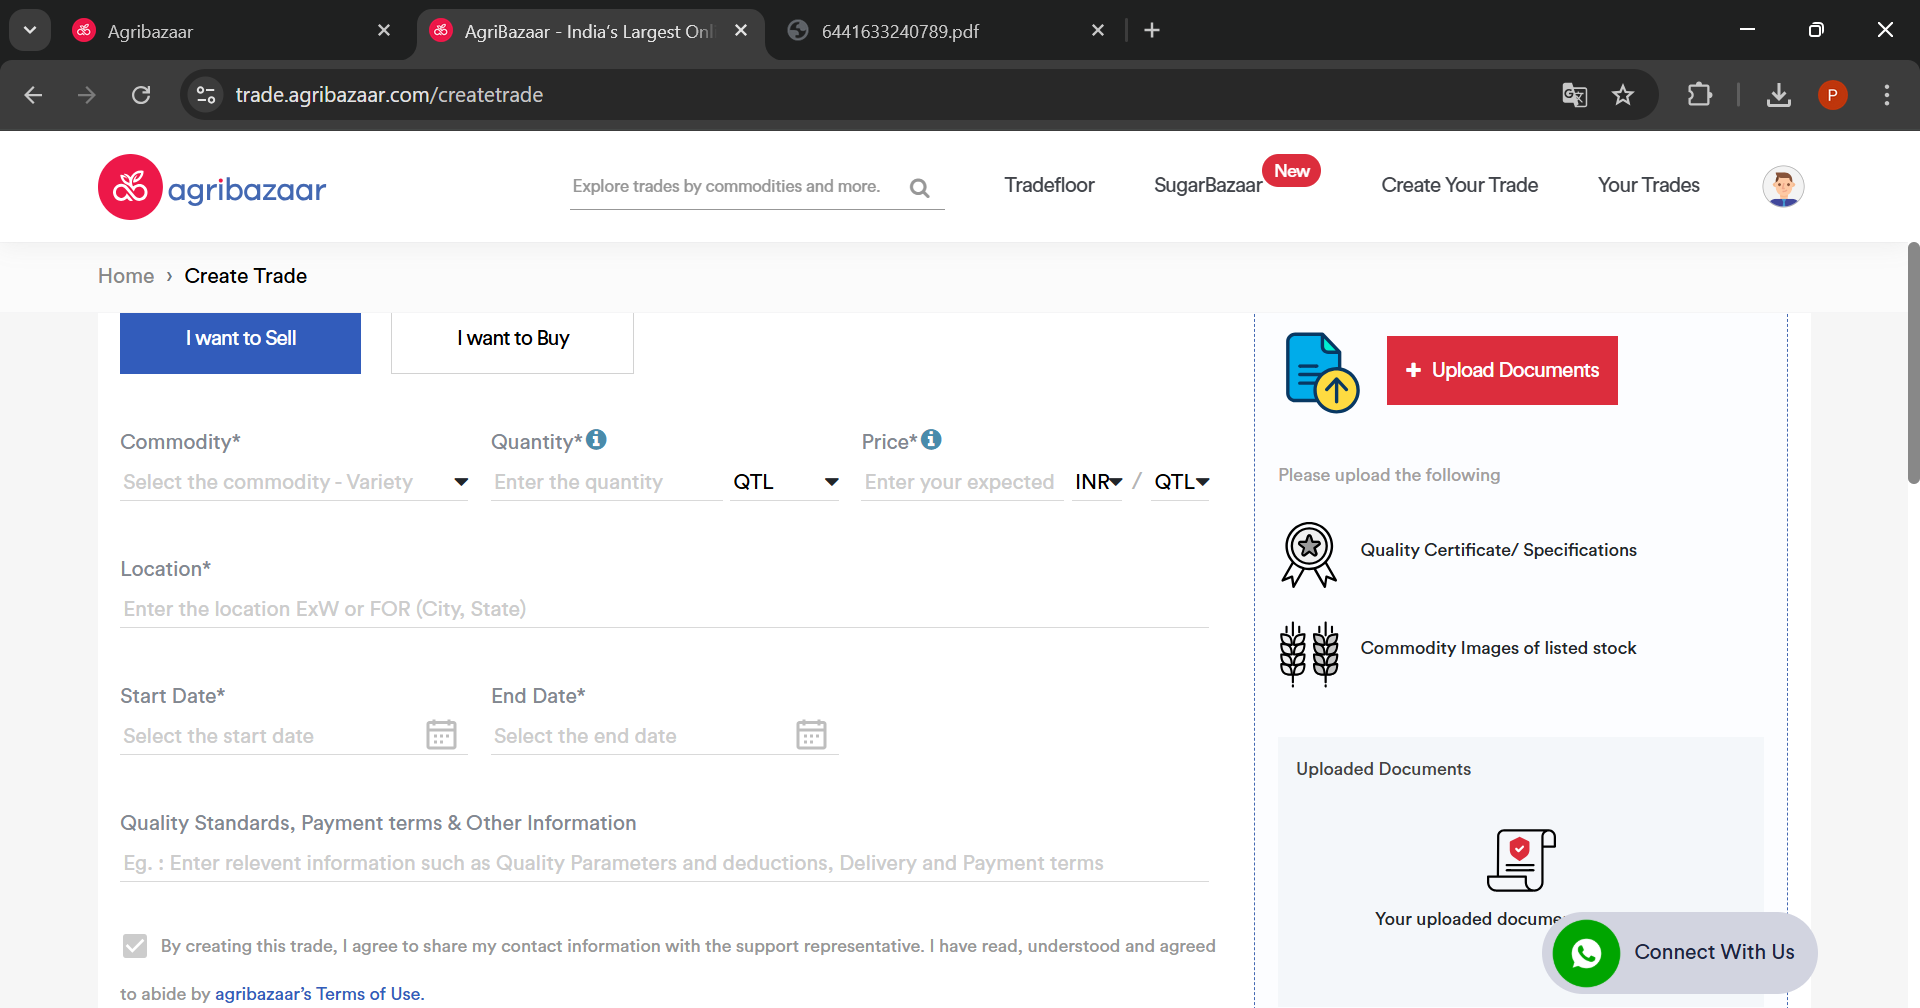 Agribazaar
AgriBazaar - India's Largest Onl
6441633240789.pdf
trade.agribazaar.com/createtrade
P
agribazaar
Explore trades by commodities and more.
Tradefloor
SugarBazaar
New
Create Your Trade
Your Trades
Home › Create Trade
I want to Sell
I want to Buy
+ Upload Documents
Commodity*
Quantity*
Price*
Select the commodity - Variety
Enter the quantity
QTL
Enter your expected
INR
/
QTL
Please upload the following
Quality Certificate/ Specifications
Location*
Enter the location ExW or FOR (City, State)
Commodity Images of listed stock
Start Date*
End Date*
Select the start date
Select the end date
Uploaded Documents
Quality Standards, Payment terms & Other Information
Eg. : Enter relevent information such as Quality Parameters and deductions, Delivery and Payment terms
Your uploaded docume
By creating this trade, I agree to share my contact information with the support representative. I have read, understood and agreed
to abide by agribazaar's Terms of Use.
Connect With Us